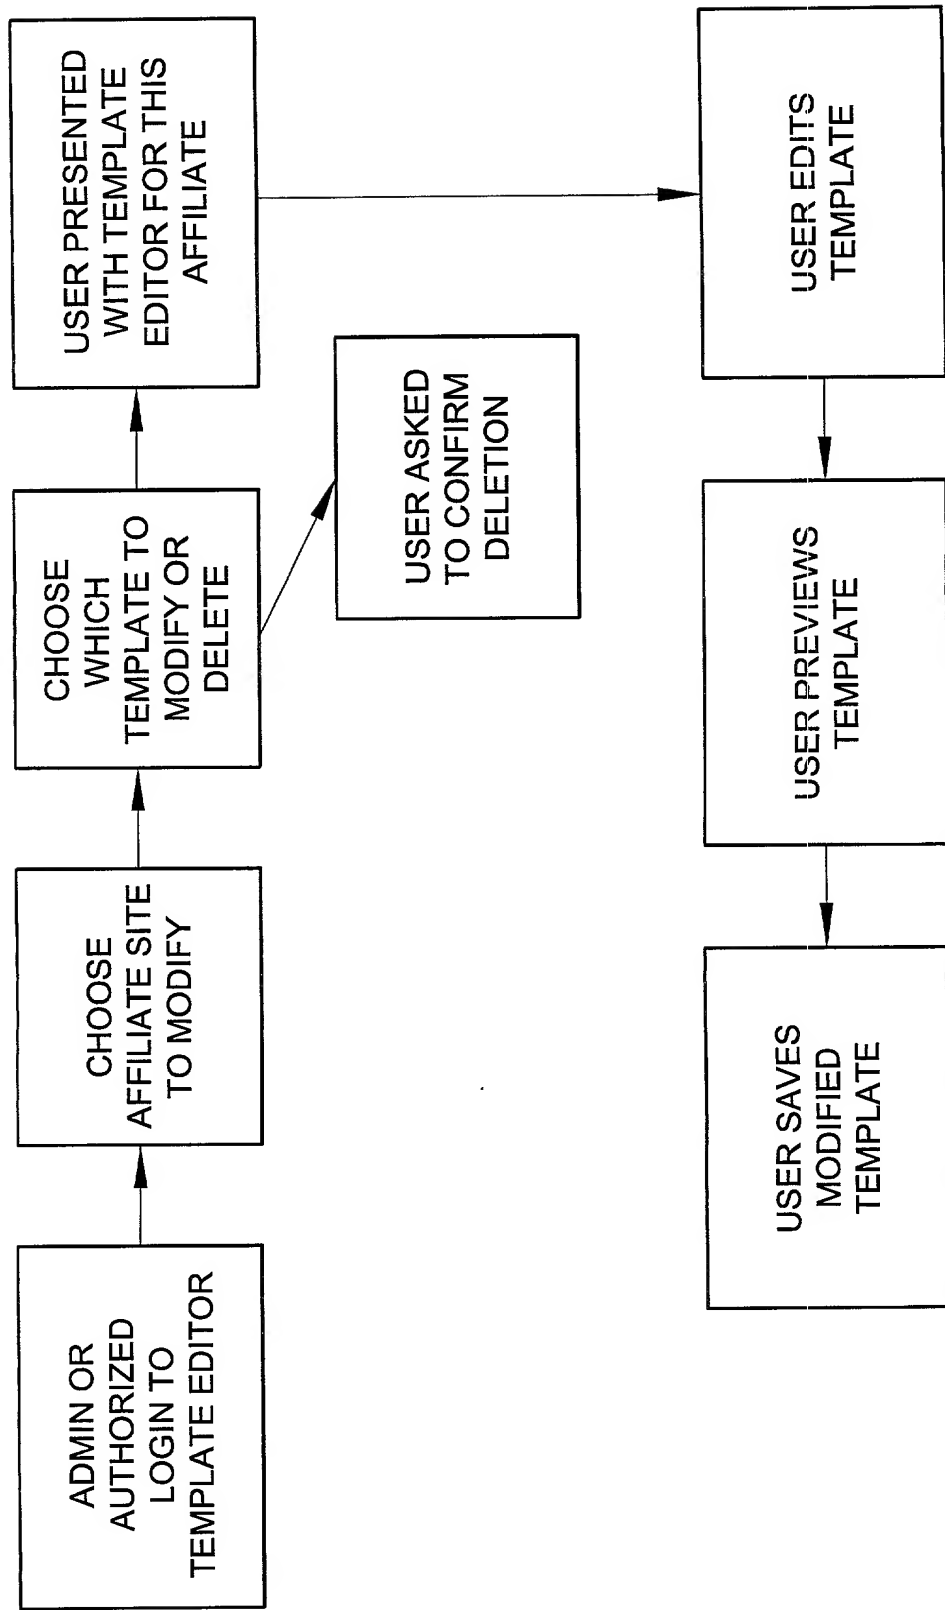 ADMIN OR
AUTHORIZED
LOGIN TO
TEMPLATE EDITOR
CHOOSE
AFFILIATE SITE
TO MODIFY
CHOOSE
WHICH
TEMPLATE TO
MODIFY OR
DELETE
USER PRESENTED
WITH TEMPLATE
EDITOR FOR THIS
AFFILIATE
USER ASKED
TO CONFIRM
DELETION
USER EDITS
TEMPLATE
USER PREVIEWS
TEMPLATE
USER SAVES
MODIFIED
TEMPLATE